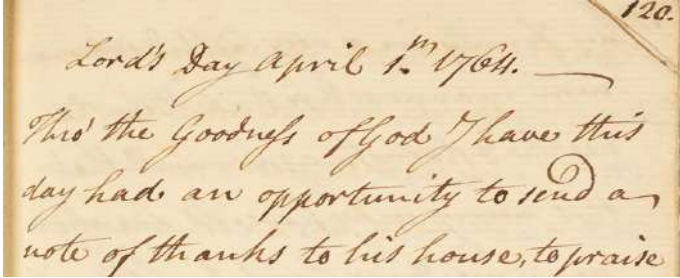 120.
Lord's Day April 1.m 1764. —
Thro' the Goodneſs of God I have this
day had an opportunity to send a
note of thanks to his house, to praise